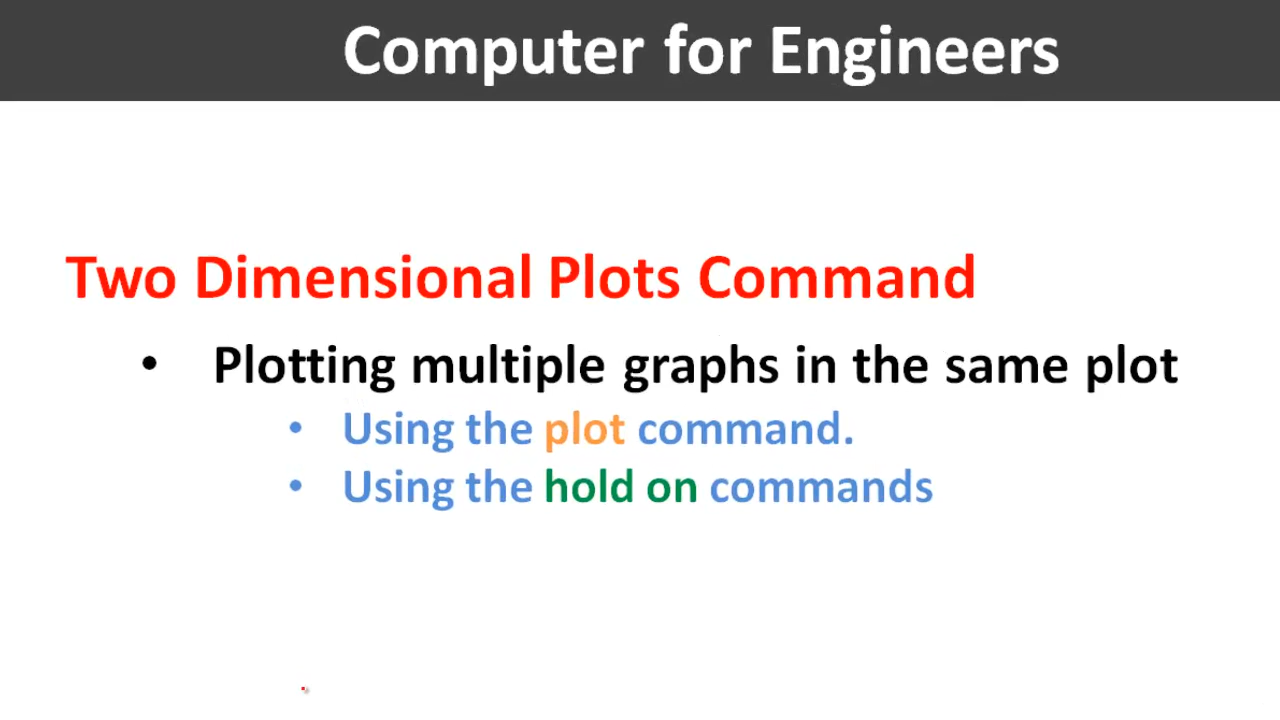 Computer for Engineers
Two Dimensional Plots Command
• Plotting multiple graphs in the same plot
• Using the plot command.
• Using the hold on commands